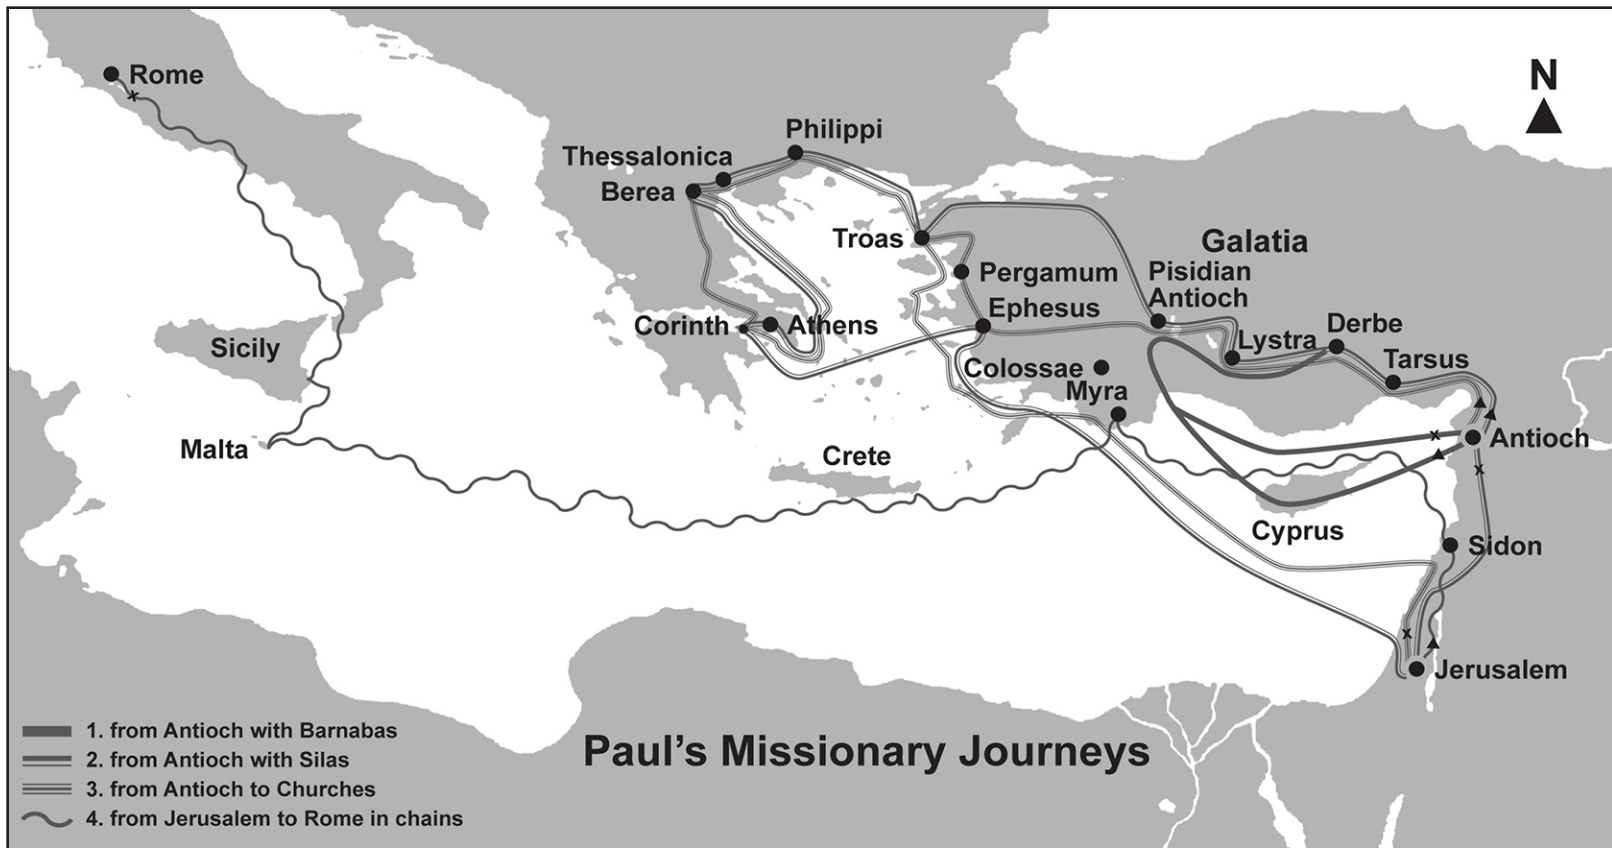 Rome
N
Philippi
Thessalonica
Berea
Troas
Galatia
Pergamum
Pisidian
Antioch
Ephesus
Corinth
Athens
Derbe
Lystra
Sicily
Tarsus
Colossae
Myra
Malta
Antioch
Crete
Cyprus
Sidon
Jerusalem
Paul’s Missionary Journeys
1. from Antioch with Barnabas
2. from Antioch with Silas
3. from Antioch to Churches
4. from Jerusalem to Rome in chains